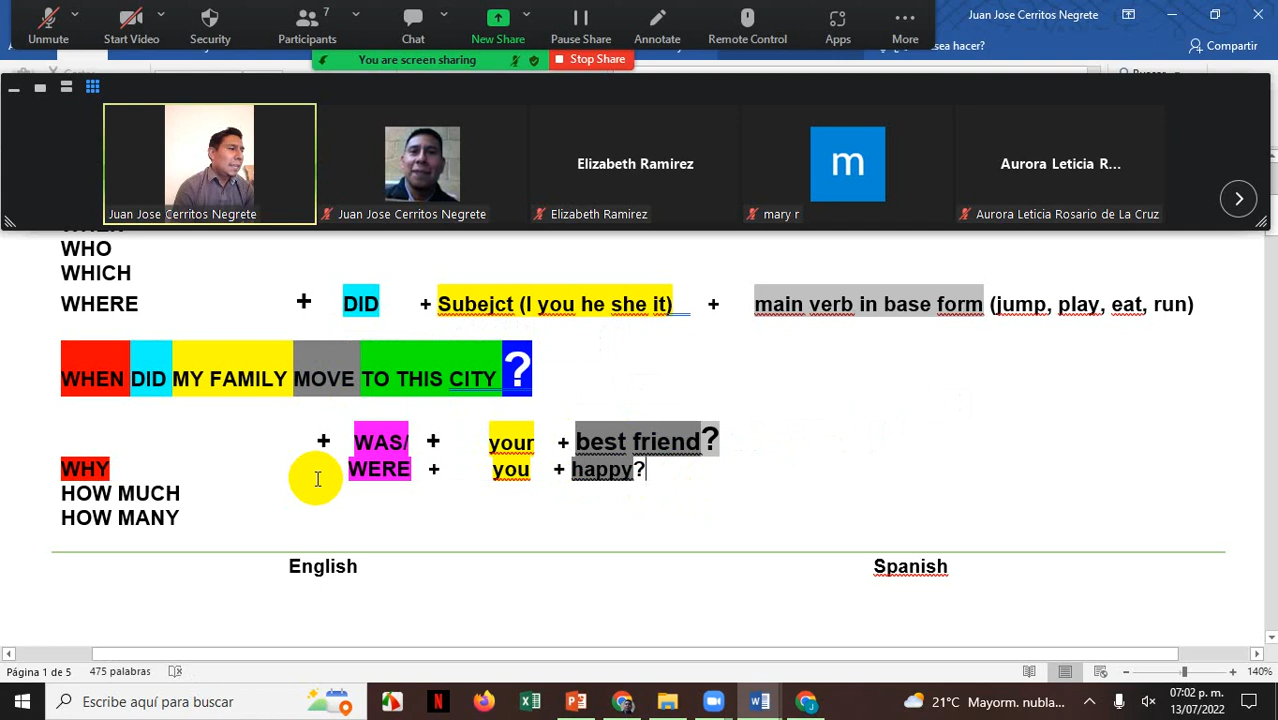 Juan Jose Cerritos Negrete
Unmute
Start Video
Security
7
Participants
Chat
New Share
Pause Share
Annotate
Remote Control
Apps
More
sea hacer?
Compartir
You are screen sharing
Stop Share
Elizabeth Ramirez
m
Aurora Leticia R...
Juan Jose Cerritos Negrete
Juan Jose Cerritos Negrete
Elizabeth Ramirez
mary r
Aurora Leticia Rosario de La Cruz
WHO
WHICH
WHERE + DID + Subejct (I you he she it) + main verb in base form (jump, play, eat, run)
WHEN DID MY FAMILY MOVE TO THIS CITY ?
+ WAS/ + your + best friend?
WHY WERE + you + happy?
HOW MUCH
HOW MANY
English Spanish
Página 1 de 5 475 palabras 140%
Escribe aquí para buscar
21°C Mayorm. nubla...
07:02 p. m.
13/07/2022